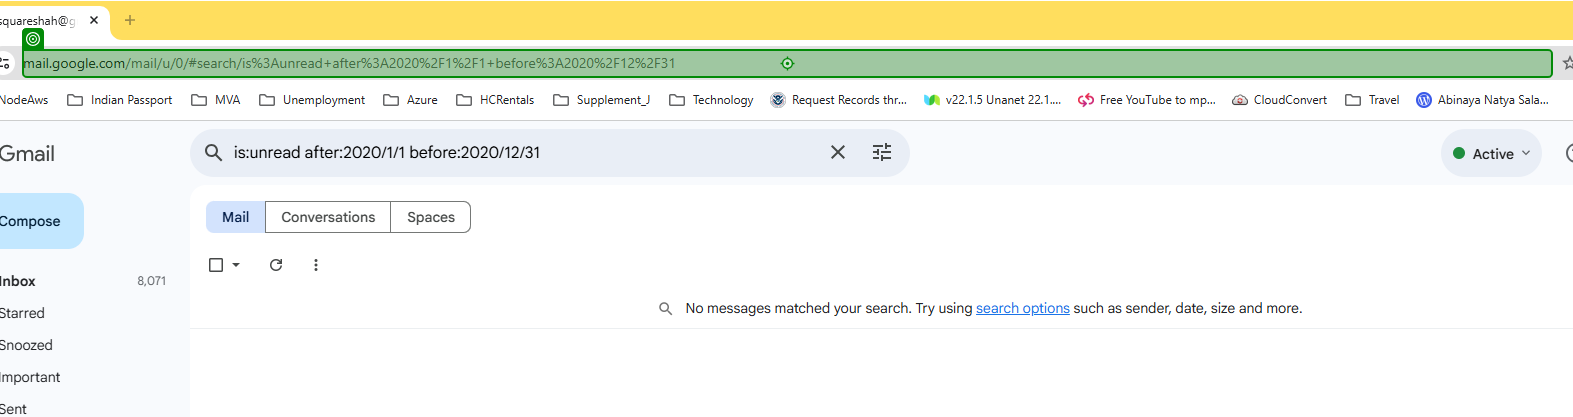 squareshah@g
mail.google.com/mail/u/0/#search/is%3Aunread+after%3A2020%2F1%2F1+before%3A2020%2F12%2F31
NodeAws Indian Passport MVA Unemployment Azure HCRentals Supplement_J Technology Request Records thr... v22.1.5 Unanet 22.1.... Free YouTube to mp... CloudConvert Travel Abinaya Natya Sala...
Gmail
is:unread after:2020/1/1 before:2020/12/31
Active
Compose
Mail Conversations Spaces
Inbox 8,071
No messages matched your search. Try using search options such as sender, date, size and more.
Starred
Snoozed
Important
Sent